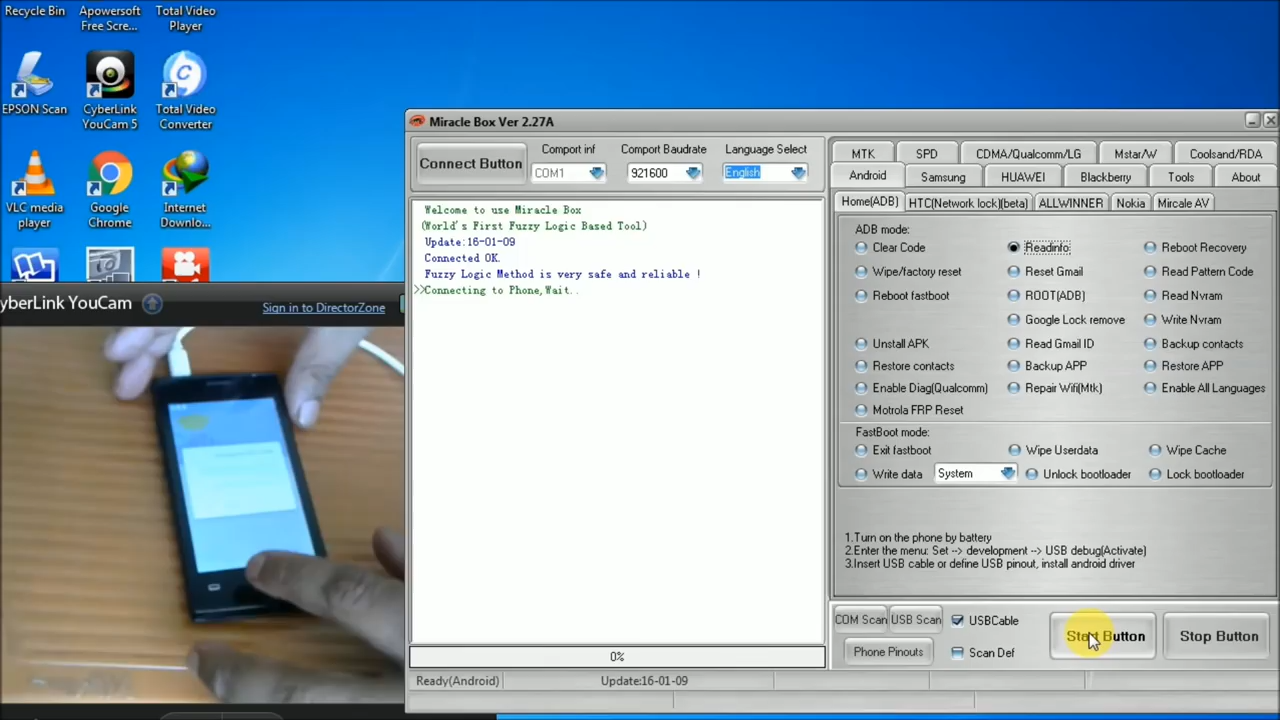 Recycle Bin
Apowersoft
Free Scre...
Total Video
Player
EPSON Scan
CyberLink
YouCam 5
Total Video
Converter
VLC media
player
Google
Chrome
Internet
Downlo...
yberLink YouCam
Sign in to DirectorZone
Miracle Box Ver 2.27A
Connect Button
Comport inf
COM1
Comport Baudrate
921600
Language Select
English
Welcome to use Miracle Box
(World's First Fuzzy Logic Based Tool)
Update:16-01-09
Connected OK.
Fuzzy Logic Method is very safe and reliable !
>>Connecting to Phone,Wait..
0%
Ready(Android)
Update:16-01-09
MTK
SPD
CDMA/Qualcomm/LG
Mstar/W
Coolsand/RDA
Android
Samsung
HUAWEI
Blackberry
Tools
About
Home(ADB)
HTC(Network lock)(beta)
ALLWINNER
Nokia
Mircale AV
ADB mode:
Clear Code
Readinfo
Reboot Recovery
Wipe/factory reset
Reset Gmail
Read Pattern Code
Reboot fastboot
ROOT(ADB)
Read Nvram
Google Lock remove
Write Nvram
Unstall APK
Read Gmail ID
Backup contacts
Restore contacts
Backup APP
Restore APP
Enable Diag(Qualcomm)
Repair Wifi(Mtk)
Enable All Languages
Motrola FRP Reset
FastBoot mode:
Exit fastboot
Wipe Userdata
Wipe Cache
Write data
System
Unlock bootloader
Lock bootloader
1.Turn on the phone by battery
2.Enter the menu: Set --> development --> USB debug(Activate)
3.Insert USB cable or define USB pinout, install android driver
COM Scan
USB Scan
USBCable
Phone Pinouts
Scan Def
Start Button
Stop Button